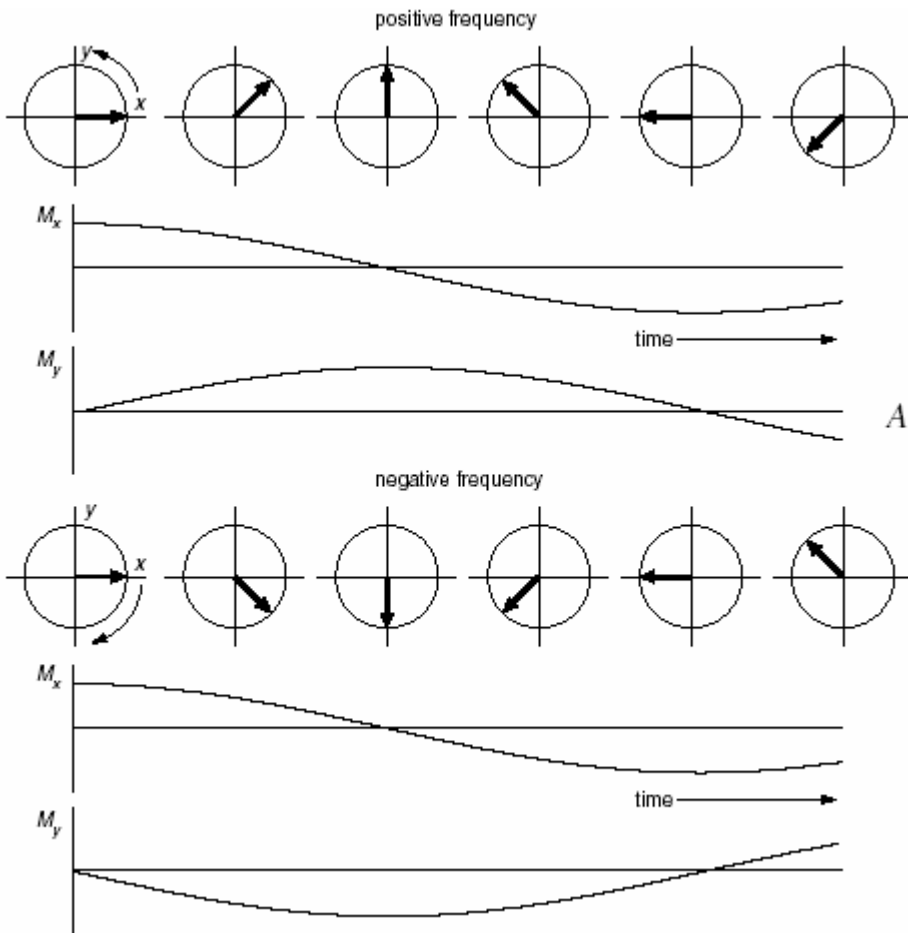 positive frequency
y
x
Mx
time
My
A
negative frequency
y
x
Mx
time
My